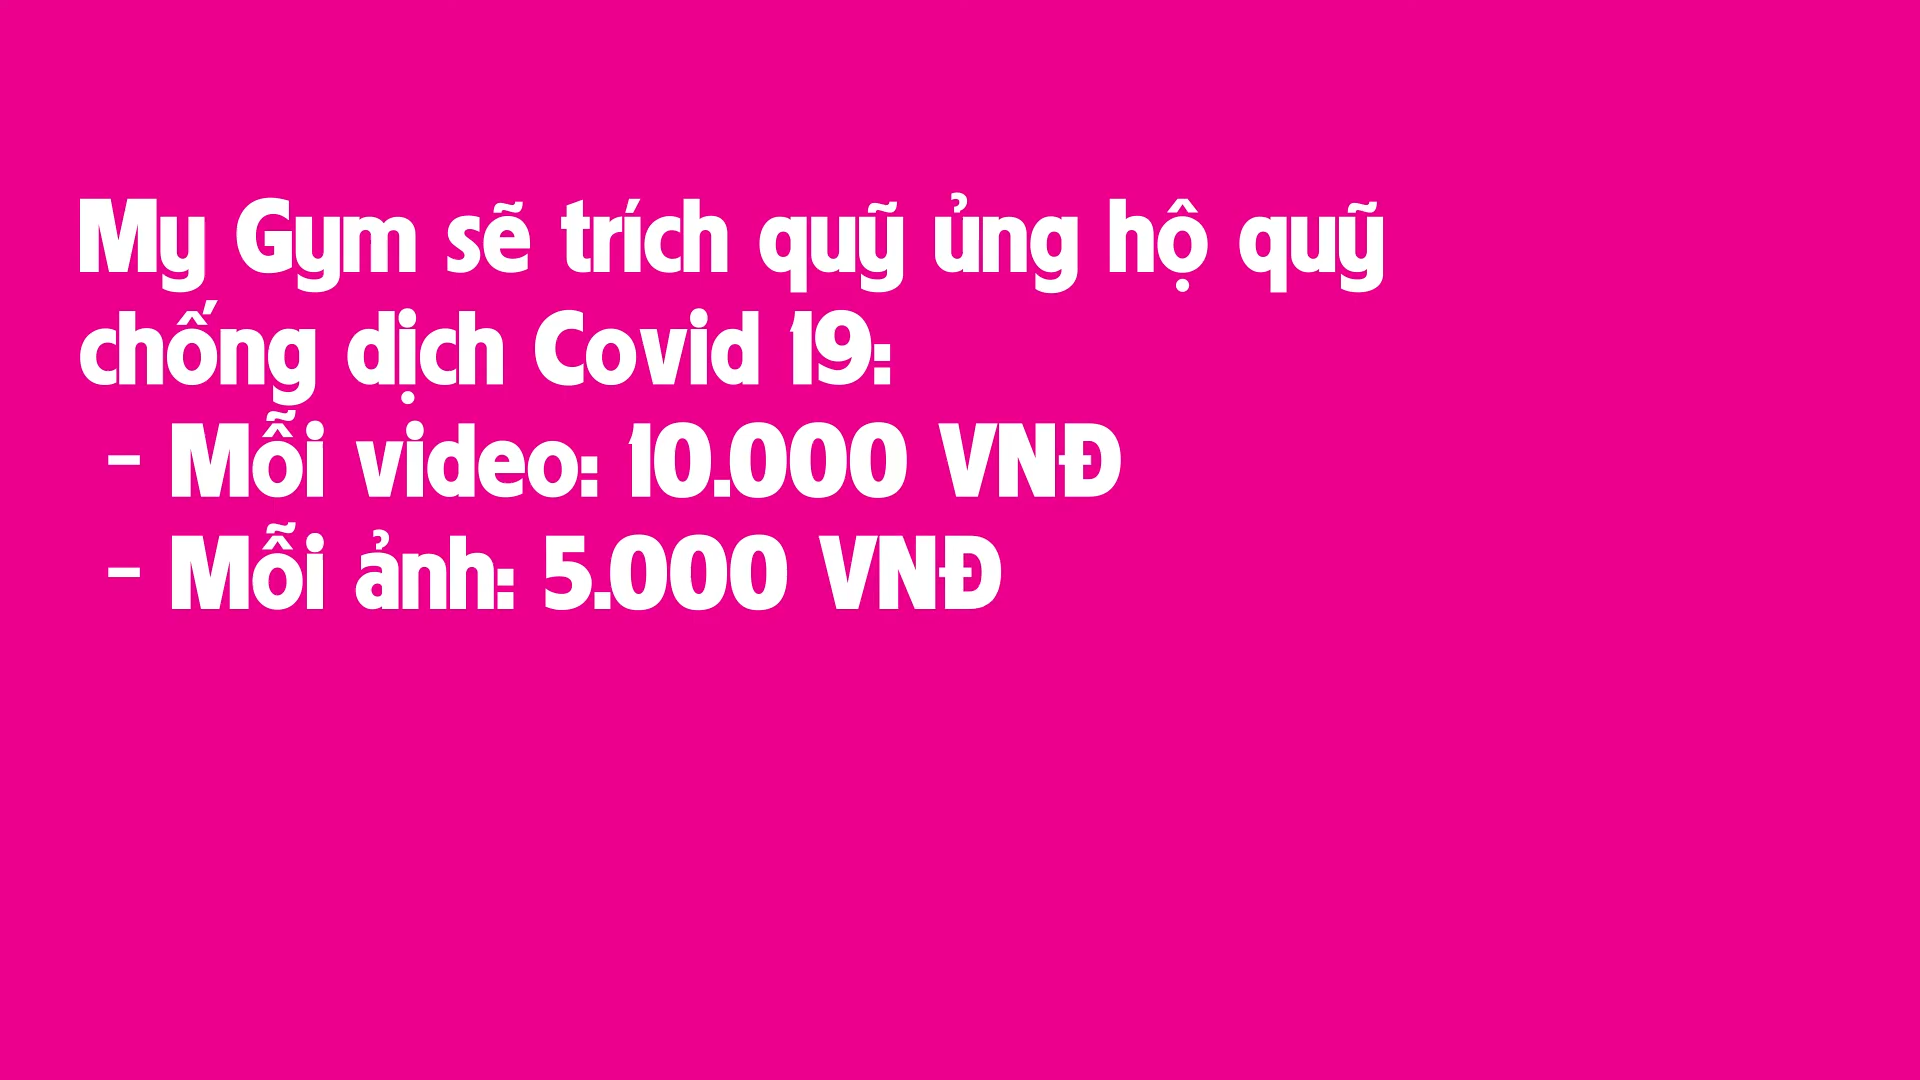 My Gym sẽ trích quỹ ủng hộ quỹ
chống dịch Covid 19:
- Mỗi video: 10.000 VNĐ
- Mỗi ảnh: 5.000 VNĐ